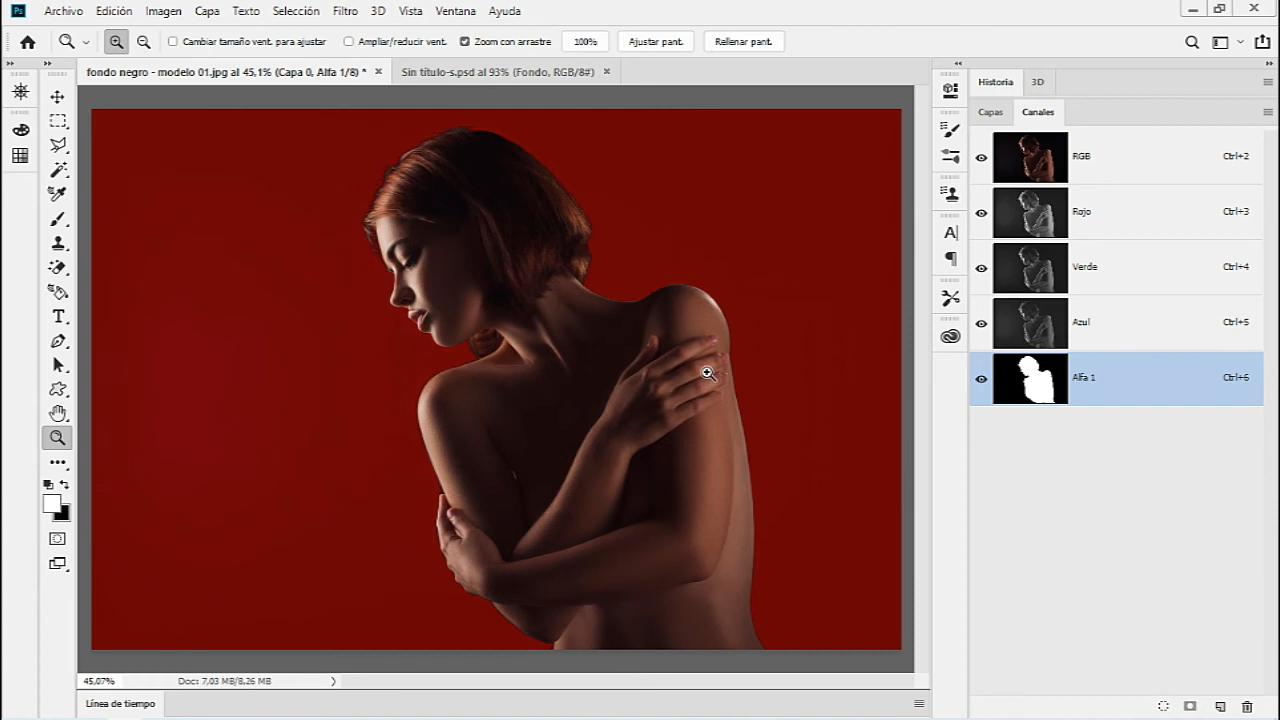 Ps Archivo Edición Imagen Capa Texto Selección Filtro 3D Vista Ventana Ayuda
Cambiar tamaño ventanas ajustar Ampliar/reducir ve Zoom con arrastre 100% Ajustar pant. Rellenar pant.
fondo negro - modelo 01.jpg al 45,1% (Capa 0, Alfa 1/8) * Sin título-s.psd al 93% (Fondo, RGB/8#)
Historia 3D
Capas Canales
RGB Ctrl+2
Rojo Ctrl+3
Verde Ctrl+4
Azul Ctrl+5
Alfa 1 Ctrl+6
45,07% Doc: 7,03 MB/8,26 MB
Línea de tiempo